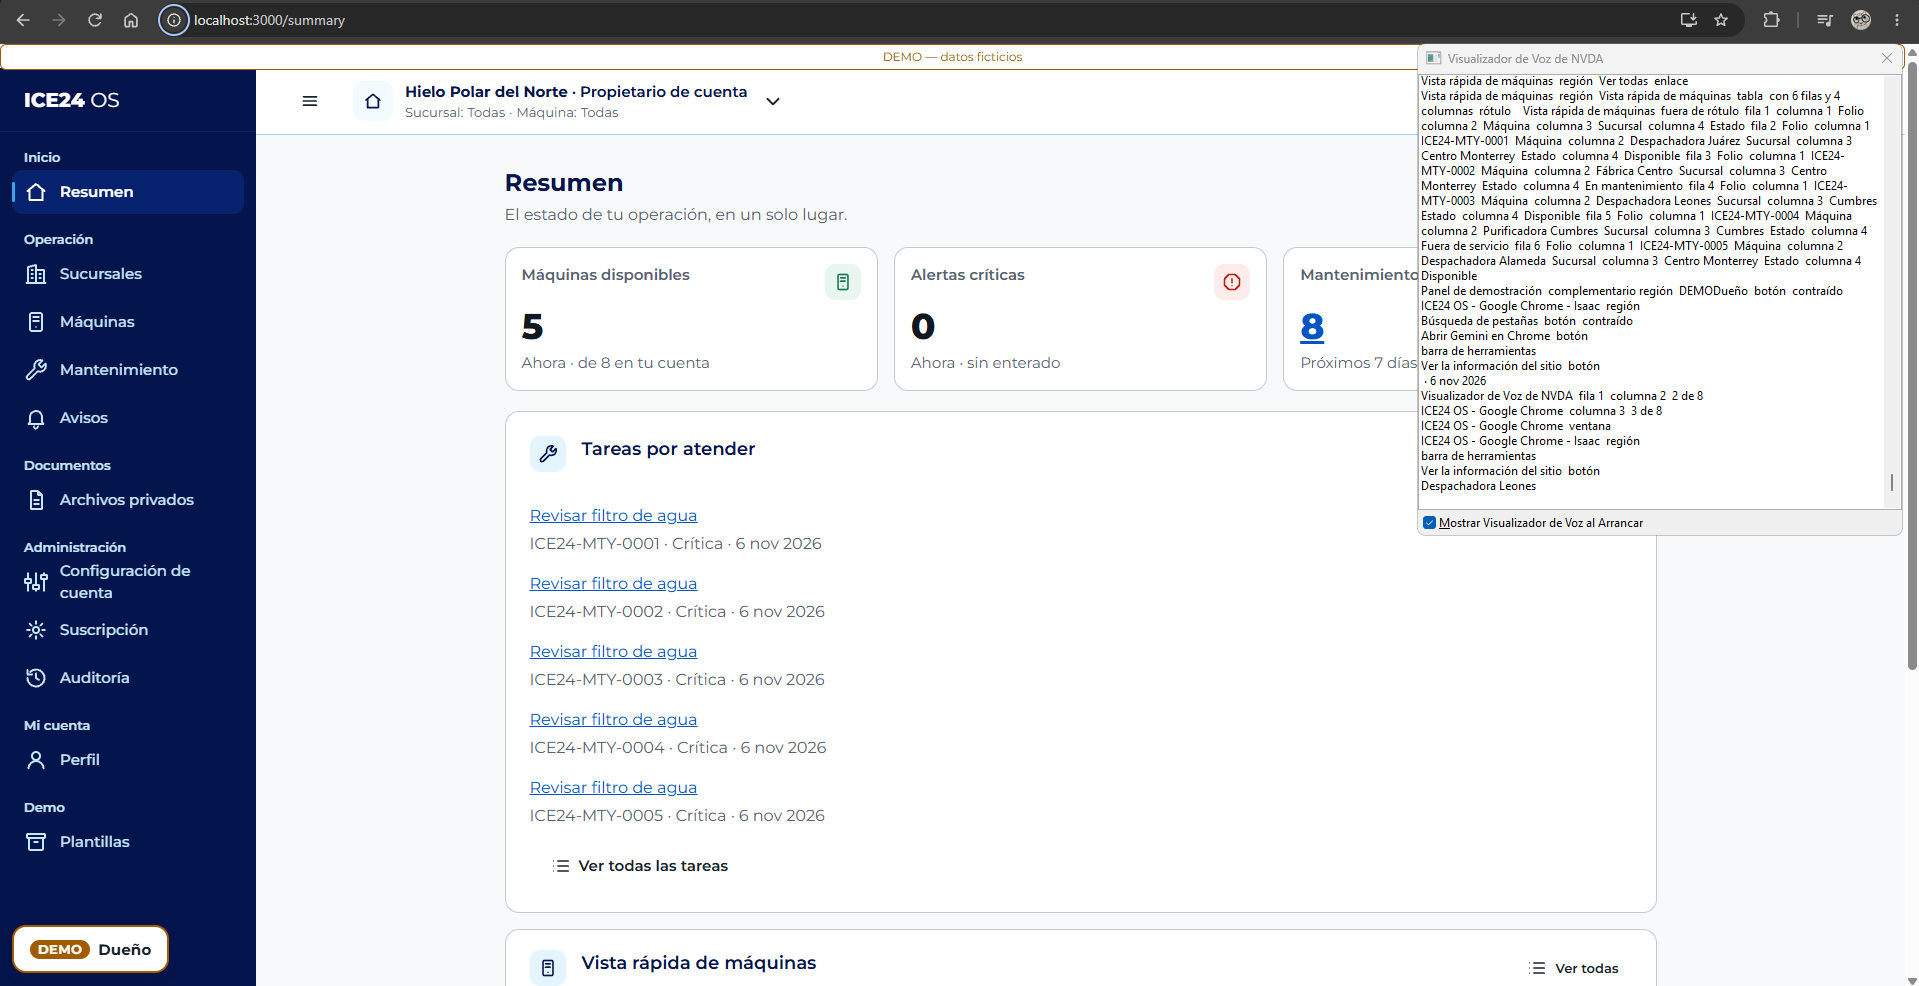 localhost:3000/summary
DEMO — datos ficticios
ICE24 OS
Inicio
Resumen
Operación
Sucursales
Máquinas
Mantenimiento
Avisos
Documentos
Archivos privados
Administración
Configuración de
cuenta
Suscripción
Auditoría
Mi cuenta
Perfil
Demo
Plantillas
DEMO Dueño
Hielo Polar del Norte · Propietario de cuenta
Sucursal: Todas · Máquina: Todas
Resumen
El estado de tu operación, en un solo lugar.
Máquinas disponibles
5
Ahora · de 8 en tu cuenta
Alertas críticas
0
Ahora · sin enterado
Mantenimiento
8
Próximos 7 días
Tareas por atender
Revisar filtro de agua
ICE24-MTY-0001 · Crítica · 6 nov 2026
Revisar filtro de agua
ICE24-MTY-0002 · Crítica · 6 nov 2026
Revisar filtro de agua
ICE24-MTY-0003 · Crítica · 6 nov 2026
Revisar filtro de agua
ICE24-MTY-0004 · Crítica · 6 nov 2026
Revisar filtro de agua
ICE24-MTY-0005 · Crítica · 6 nov 2026
Ver todas las tareas
Vista rápida de máquinas
Ver todas
Visualizador de Voz de NVDA
Vista rápida de máquinas región Ver todas enlace
Vista rápida de máquinas región Vista rápida de máquinas tabla con 6 filas y 4
columnas rótulo Vista rápida de máquinas fuera de rótulo fila 1 columna 1 Folio
columna 2 Máquina columna 3 Sucursal columna 4 Estado fila 2 Folio columna 1
ICE24-MTY-0001 Máquina columna 2 Despachadora Juárez Sucursal columna 3
Centro Monterrey Estado columna 4 Disponible fila 3 Folio columna 1 ICE24-
MTY-0002 Máquina columna 2 Fábrica Centro Sucursal columna 3 Centro
Monterrey Estado columna 4 En mantenimiento fila 4 Folio columna 1 ICE24-
MTY-0003 Máquina columna 2 Despachadora Leones Sucursal columna 3 Cumbres
Estado columna 4 Disponible fila 5 Folio columna 1 ICE24-MTY-0004 Máquina
columna 2 Purificadora Cumbres Sucursal columna 3 Cumbres Estado columna 4
Fuera de servicio fila 6 Folio columna 1 ICE24-MTY-0005 Máquina columna 2
Despachadora Alameda Sucursal columna 3 Centro Monterrey Estado columna 4
Disponible
Panel de demostración complementario región DEMODueño botón contraído
ICE24 OS - Google Chrome - Isaac región
Búsqueda de pestañas botón contraído
Abrir Gemini en Chrome botón
barra de herramientas
Ver la información del sitio botón
· 6 nov 2026
Visualizador de Voz de NVDA fila 1 columna 2 2 de 8
ICE24 OS - Google Chrome columna 3 3 de 8
ICE24 OS - Google Chrome ventana
ICE24 OS - Google Chrome - Isaac región
barra de herramientas
Ver la información del sitio botón
Despachadora Leones
Mostrar Visualizador de Voz al Arrancar